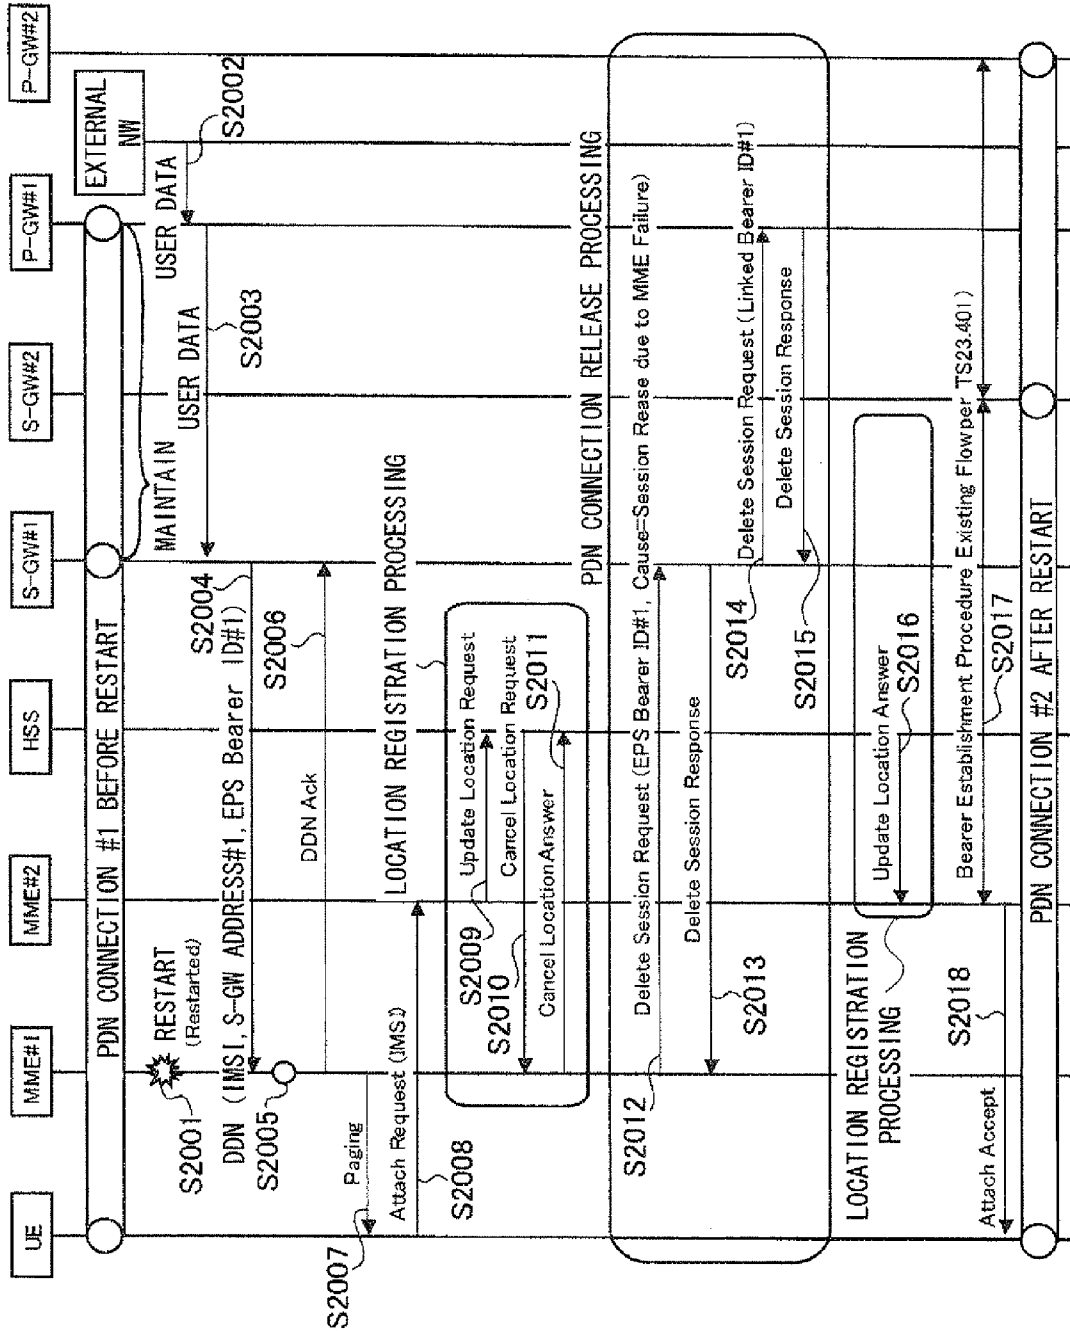 UE
MME#1
MME#2
HSS
S-GW#1
S-GW#2
P-GW#1
EXTERNAL
NW
P-GW#2
PDN CONNECTION #1 BEFORE RESTART
MAINTAIN
RESTART
(Restarted)
S2001
USER DATA
S2002
USER DATA
S2003
S2004
DDN (IMSI, S-GW ADDRESS#1, EPS Bearer ID#1)
S2005
DDN Ack
S2006
Paging
S2007
Attach Request (IMSI)
S2008
LOCATION REGISTRATION PROCESSING
Update Location Request
S2009
Cancel Location Request
S2010
Cancel Location Answer
S2011
PDN CONNECTION RELEASE PROCESSING
Delete Session Request (EPS Bearer ID#1, Cause=Session Rease due to MME Failure)
S2012
Delete Session Response
S2013
Delete Session Request (Linked Bearer ID#1)
S2014
Delete Session Response
S2015
LOCATION REGISTRATION
PROCESSING
Update Location Answer
S2016
Bearer Establishment Procedure Existing Flowper TS23.401)
S2017
Attach Accept
S2018
PDN CONNECTION #2 AFTER RESTART